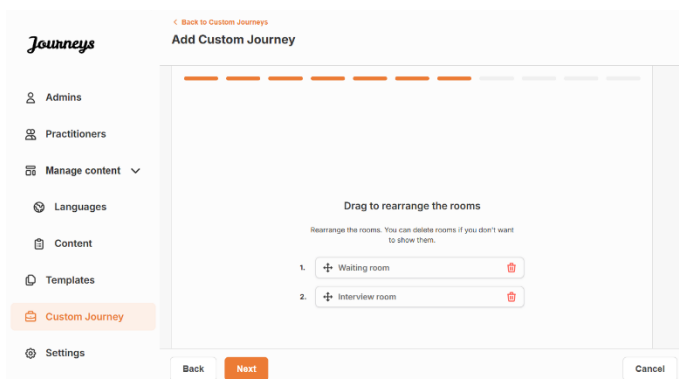 Journeys
Admins
Practitioners
Manage content
Languages
Content
Templates
Custom Journey
Settings
Back to Custom Journeys
Add Custom Journey
Drag to rearrange the rooms
Rearrange the rooms. You can delete rooms if you don't want
to show them.
1. Waiting room
2. Interview room
Back
Next
Cancel